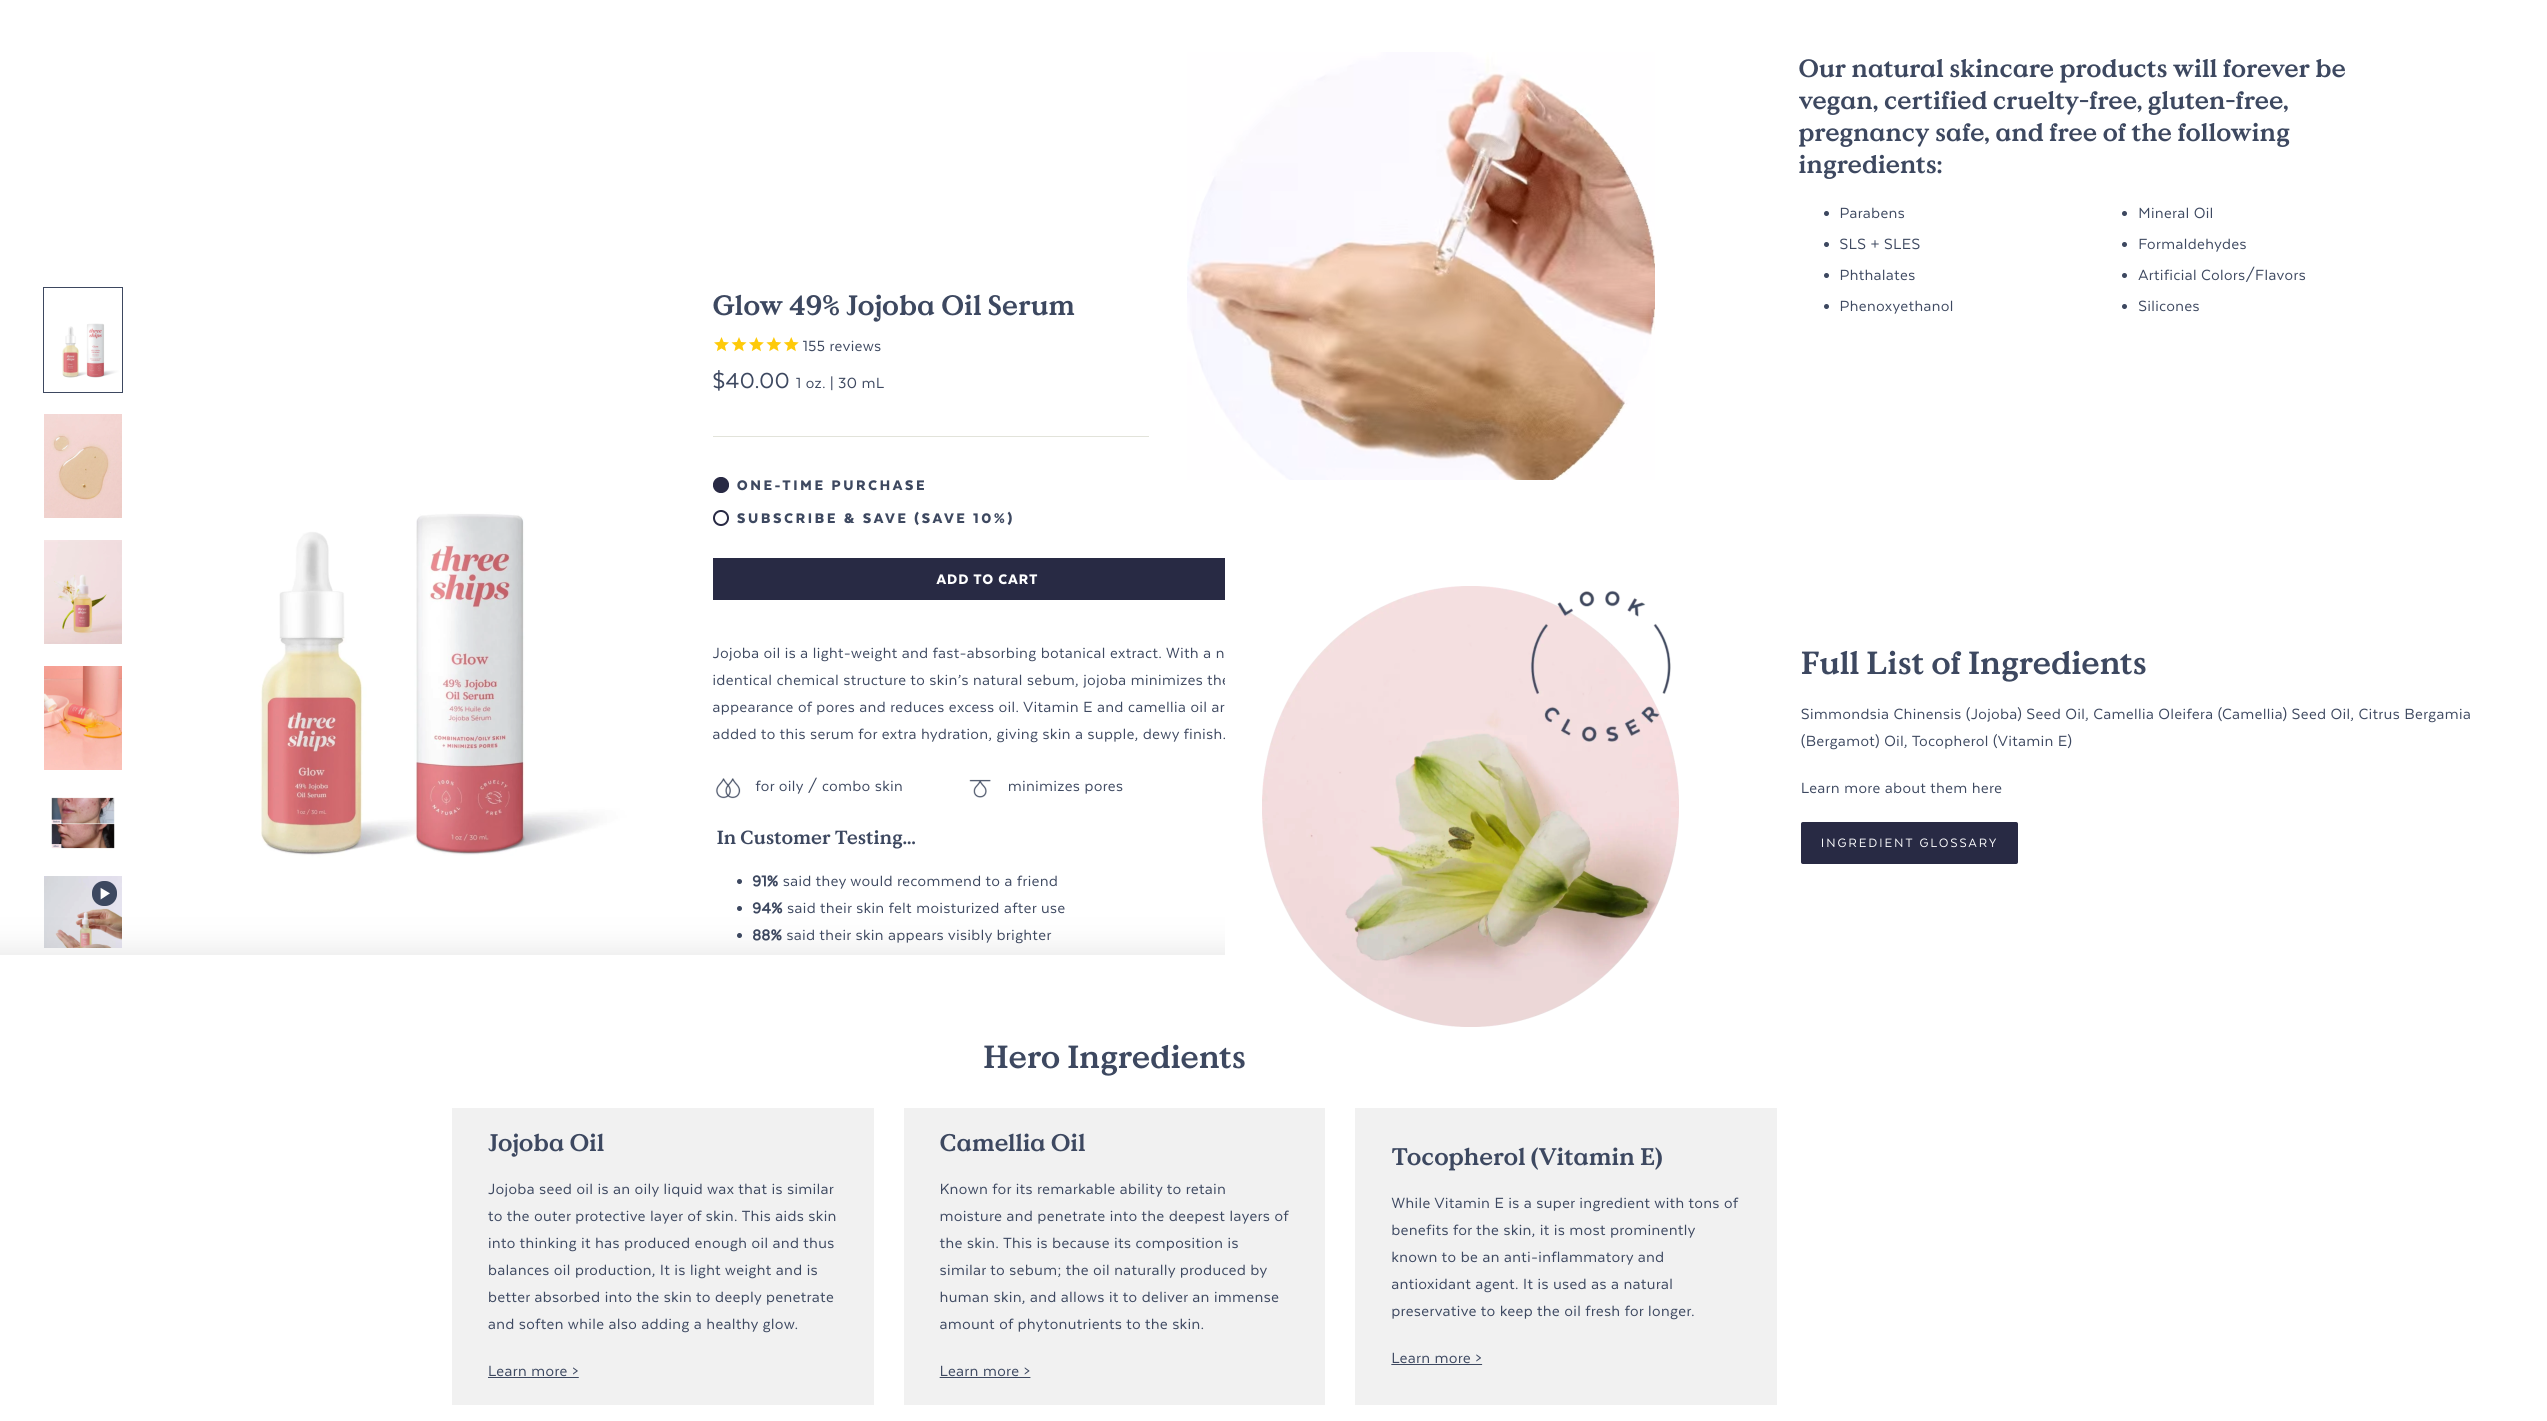 Glow 49% Jojoba Oil Serum
155 reviews
$40.00 1 oz. | 30 mL
ONE-TIME PURCHASE
SUBSCRIBE & SAVE (SAVE 10%)
ADD TO CART
Jojoba oil is a light-weight and fast-absorbing botanical extract. With a n
identical chemical structure to skin's natural sebum, jojoba minimizes the
appearance of pores and reduces excess oil. Vitamin E and camellia oil ar
added to this serum for extra hydration, giving skin a supple, dewy finish.
for oily / combo skin
minimizes pores
In Customer Testing...
• 91% said they would recommend to a friend
• 94% said their skin felt moisturized after use
• 88% said their skin appears visibly brighter
three
ships
Glow
49% Jojoba
Oil Serum
1 oz / 30 mL
three
ships
Glow
49% Jojoba
Oil Serum
49% Huile de
Jojoba Sérum
COMBINATION/OILY SKIN
+ MINIMIZES PORES
100%
NATURAL
CRUELTY
FREE
1 oz / 30 mL
Our natural skincare products will forever be
vegan, certified cruelty-free, gluten-free,
pregnancy safe, and free of the following
ingredients:
• Parabens
• SLS + SLES
• Phthalates
• Phenoxyethanol
• Mineral Oil
• Formaldehydes
• Artificial Colors/Flavors
• Silicones
LOOK
CLOSER
Full List of Ingredients
Simmondsia Chinensis (Jojoba) Seed Oil, Camellia Oleifera (Camellia) Seed Oil, Citrus Bergamia
(Bergamot) Oil, Tocopherol (Vitamin E)
Learn more about them here
INGREDIENT GLOSSARY
Hero Ingredients
Jojoba Oil
Jojoba seed oil is an oily liquid wax that is similar
to the outer protective layer of skin. This aids skin
into thinking it has produced enough oil and thus
balances oil production, It is light weight and is
better absorbed into the skin to deeply penetrate
and soften while also adding a healthy glow.
Learn more >
Camellia Oil
Known for its remarkable ability to retain
moisture and penetrate into the deepest layers of
the skin. This is because its composition is
similar to sebum; the oil naturally produced by
human skin, and allows it to deliver an immense
amount of phytonutrients to the skin.
Learn more >
Tocopherol (Vitamin E)
While Vitamin E is a super ingredient with tons of
benefits for the skin, it is most prominently
known to be an anti-inflammatory and
antioxidant agent. It is used as a natural
preservative to keep the oil fresh for longer.
Learn more >